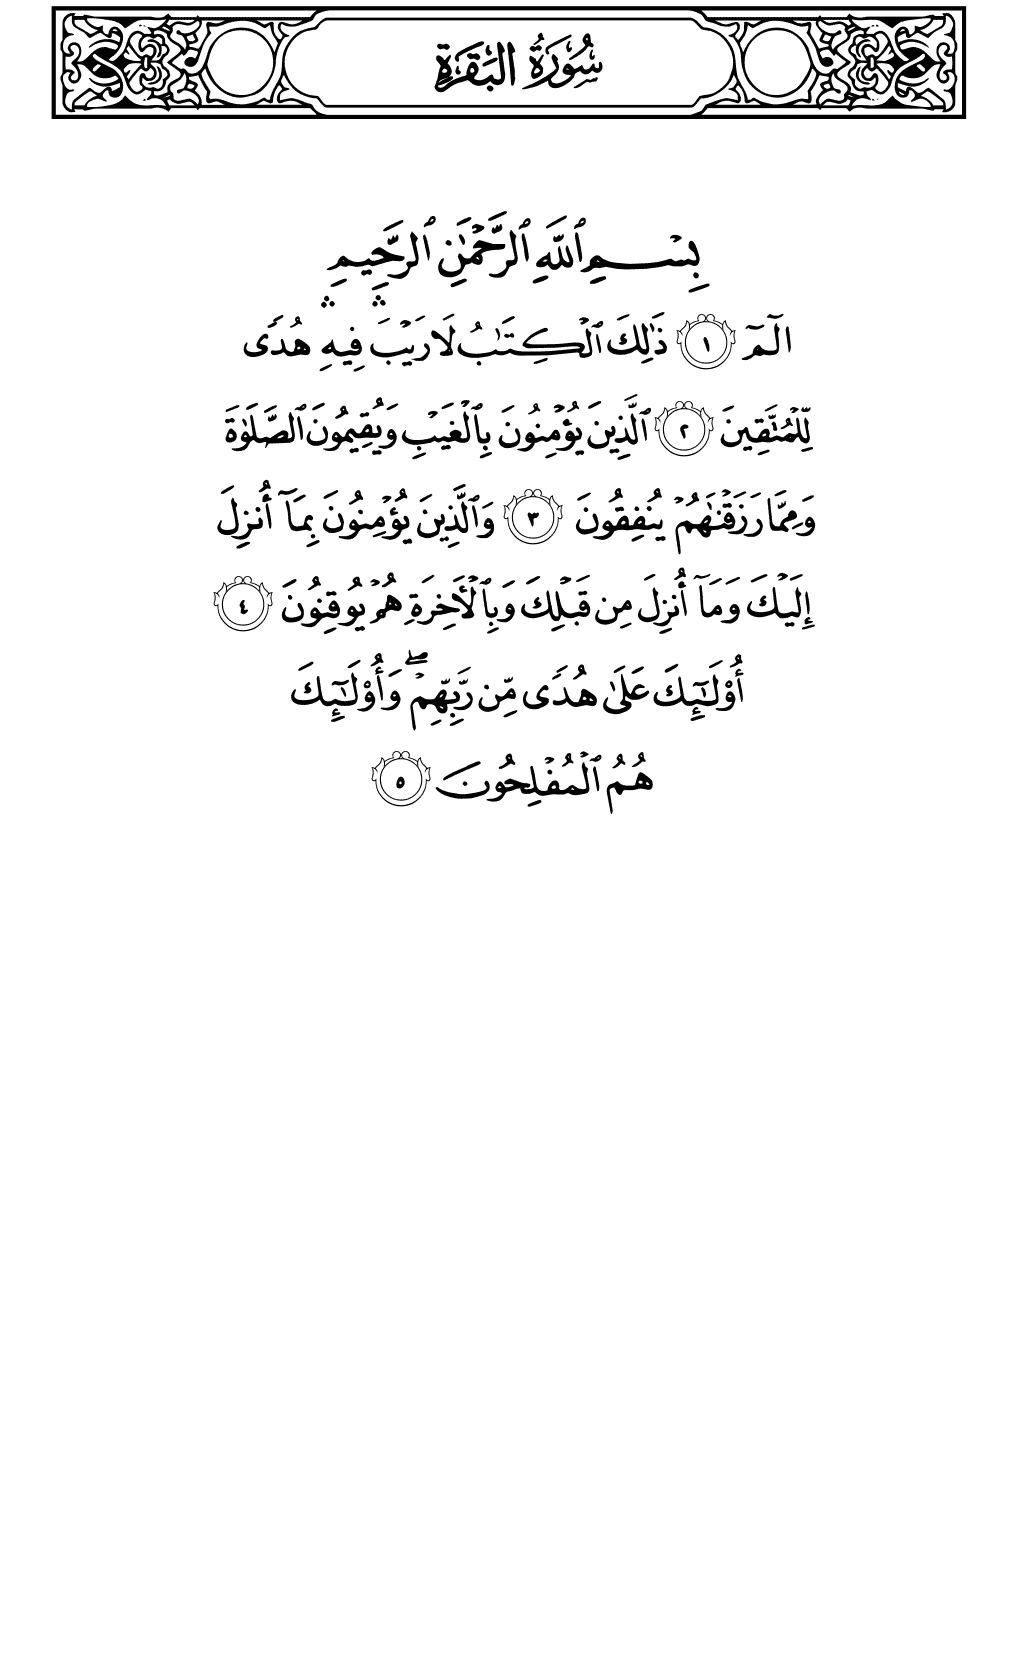 سُورَةُ البَقَرَةِ
بِسْمِ ٱللَّهِ ٱلرَّحْمَٰنِ ٱلرَّحِيمِ
الٓمٓ ١ ذَٰلِكَ ٱلْكِتَٰبُ لَا رَيْبَ ۛ فِيهِ ۛ هُدًى
لِّلْمُتَّقِينَ ٢ ٱلَّذِينَ يُؤْمِنُونَ بِٱلْغَيْبِ وَيُقِيمُونَ ٱلصَّلَوٰةَ
وَمِمَّا رَزَقْنَٰهُمْ يُنفِقُونَ ٣ وَٱلَّذِينَ يُؤْمِنُونَ بِمَآ أُنزِلَ
إِلَيْكَ وَمَآ أُنزِلَ مِن قَبْلِكَ وَبِٱلْأَخِرَةِ هُمْ يُوقِنُونَ ٤
أُو۟لَٰٓئِكَ عَلَىٰ هُدًى مِّن رَّبِّهِمْ ۖ وَأُو۟لَٰٓئِكَ
هُمُ ٱلْمُفْلِحُونَ ٥